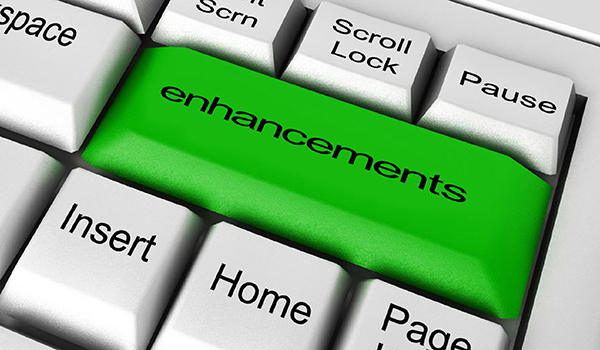 space
Scrn
Scroll
Lock
Pause
enhancements
Insert
Home
Page